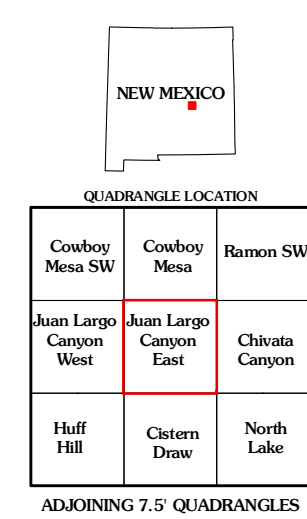 NEW MEXICO
QUADRANGLE LOCATION
Cowboy
Mesa SW
Cowboy
Mesa
Ramon SW
Juan Largo
Canyon
West
Juan Largo
Canyon
East
Chivata
Canyon
Huff
Hill
Cistern
Draw
North
Lake
ADJOINING 7.5' QUADRANGLES